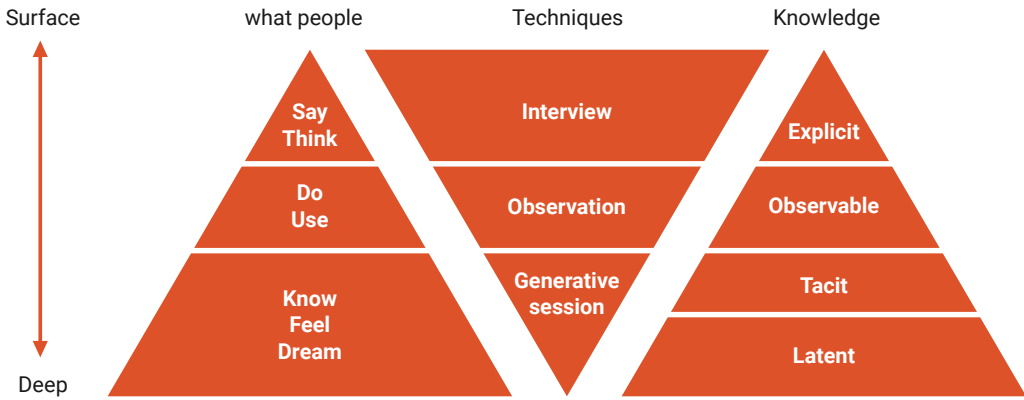 Surface
what people
Techniques
Knowledge
Say
Think
Interview
Explicit
Do
Use
Observation
Observable
Generative
session
Tacit
Know
Feel
Dream
Latent
Deep